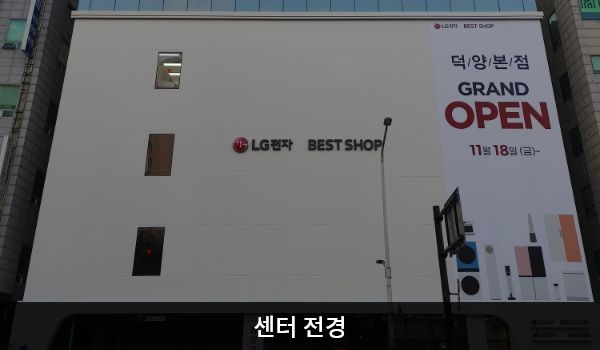 LG전자 BEST SHOP
덕/양/본/점
GRAND
OPEN
11월 18일 (금)~
LG전자 BEST SHOP
센터 전경